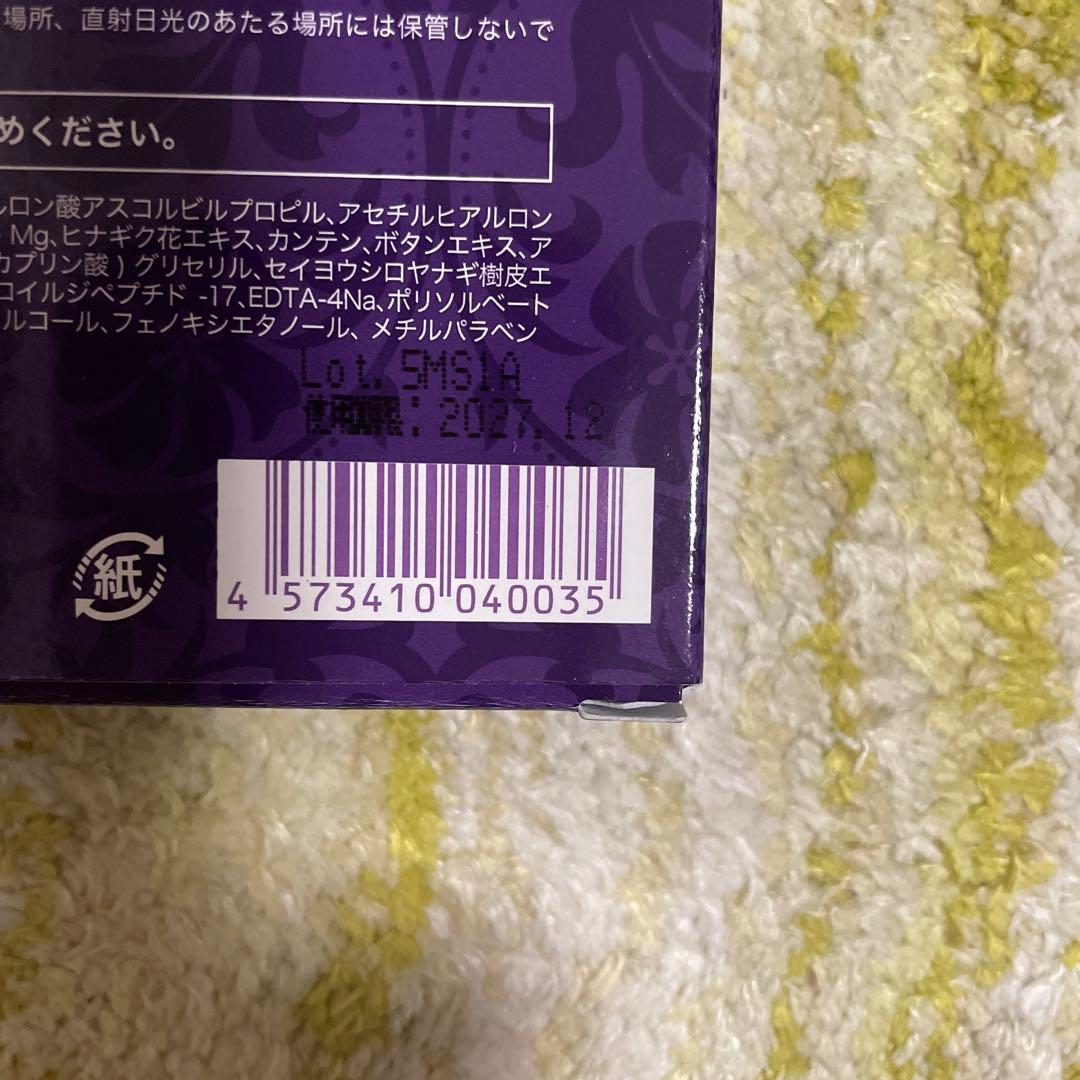 場所、直射日光のあたる場所には保管しないで
めください。
ルロン酸アスコルビルプロピル、アセチルヒアルロン
Mg、ヒナギク花エキス、カンテン、ボタンエキス、ア
カプリン酸 ) グリセリル、セイヨウシロヤナギ樹皮エ
コイルジペプチド -17、EDTA-4Na、ポリソルベート
ルコール、フェノキシエタノール、 メチルパラベン
Lot. 5MS1A
使用期限: 2027.12
紙
4 573410 040035